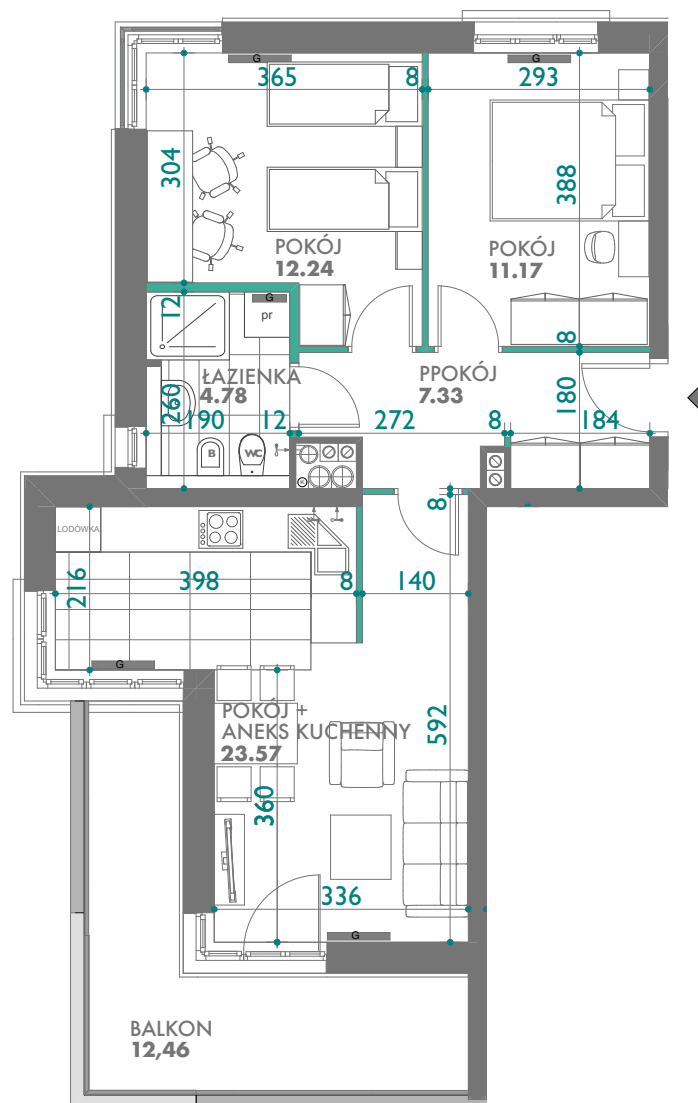 G
G
365
8
293
304
388
POKÓJ
12.24
POKÓJ
11.17
12
G
pr
8
ŁAZIENKA
4.78
PPOKÓJ
7.33
260
180
190
12
272
8
184
B
WC
8
LODÓWKA
216
398
8
140
G
POKÓJ +
ANEKS KUCHENNY
23.57
592
360
336
G
BALKON
12,46